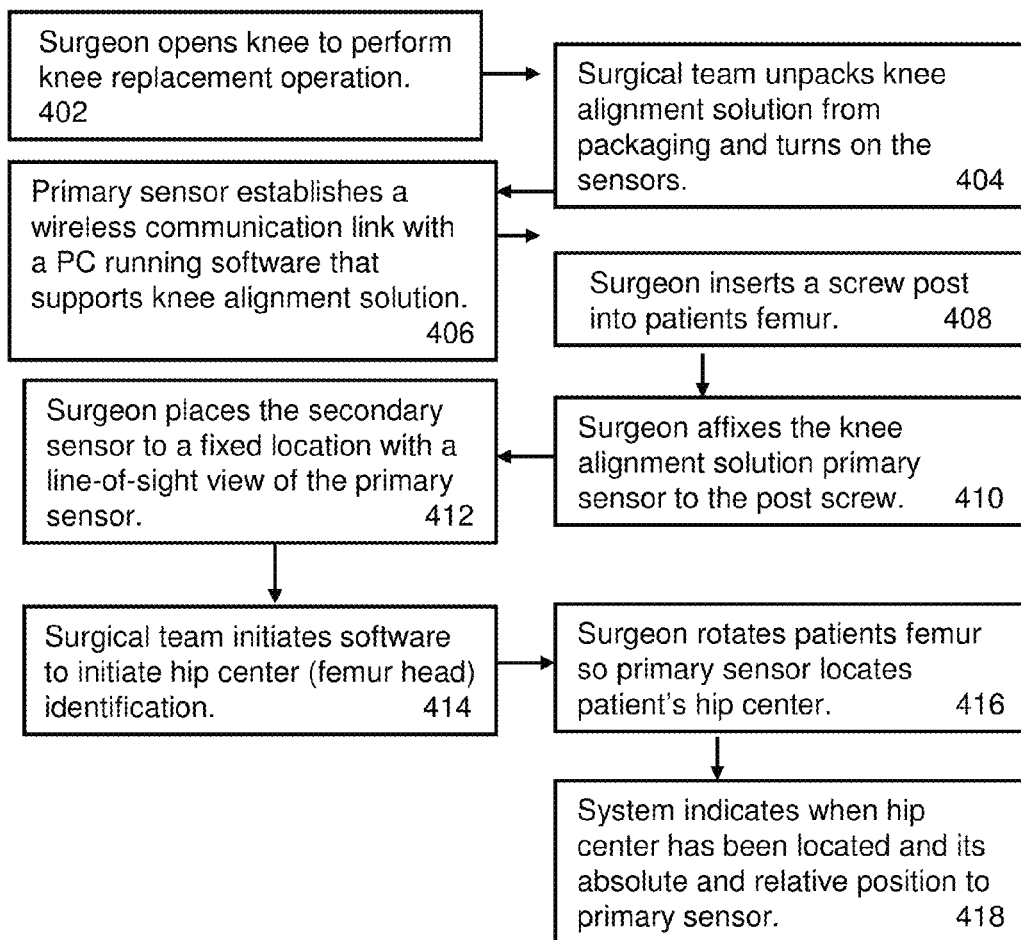 Surgeon opens knee to perform
knee replacement operation.
402
Surgical team unpacks knee
alignment solution from
packaging and turns on the
sensors. 404
Primary sensor establishes a
wireless communication link with
a PC running software that
supports knee alignment solution.
406
Surgeon inserts a screw post
into patients femur. 408
Surgeon affixes the knee
alignment solution primary
sensor to the post screw. 410
Surgeon places the secondary
sensor to a fixed location with a
line-of-sight view of the primary
sensor. 412
Surgical team initiates software
to initiate hip center (femur head)
identification. 414
Surgeon rotates patients femur
so primary sensor locates
patient's hip center. 416
System indicates when hip
center has been located and its
absolute and relative position to
primary sensor. 418